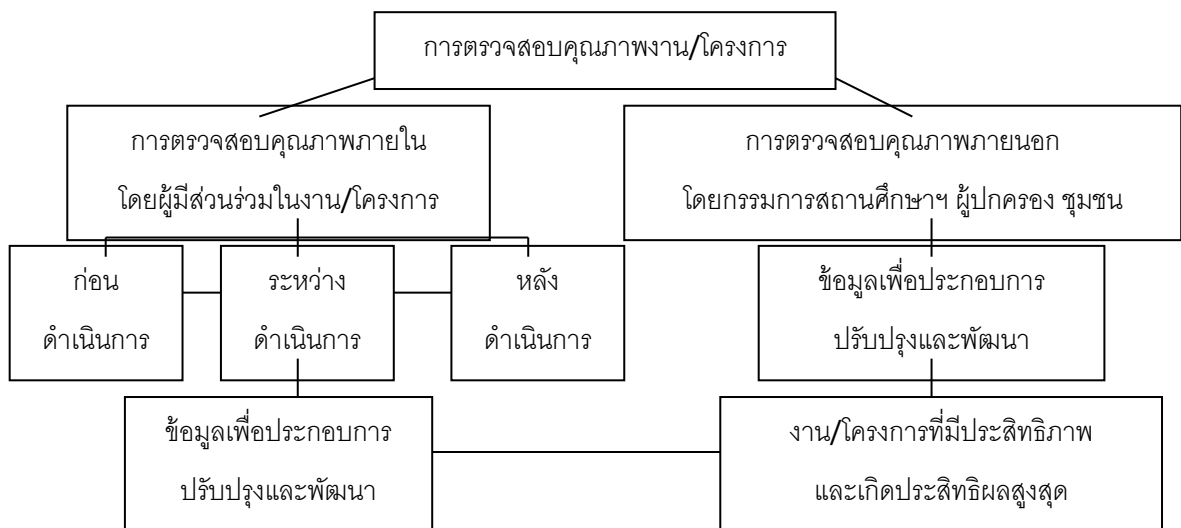 การตรวจสอบคุณภาพงาน/โครงการ
การตรวจสอบคุณภาพภายใน
โดยผู้มีส่วนร่วมในงาน/โครงการ
การตรวจสอบคุณภาพภายนอก
โดยกรรมการสถานศึกษาฯ ผู้ปกครอง ชุมชน
ก่อน
ดำเนินการ
ระหว่าง
ดำเนินการ
หลัง
ดำเนินการ
ข้อมูลเพื่อประกอบการ
ปรับปรุงและพัฒนา
ข้อมูลเพื่อประกอบการ
ปรับปรุงและพัฒนา
งาน/โครงการที่มีประสิทธิภาพ
และเกิดประสิทธิผลสูงสุด